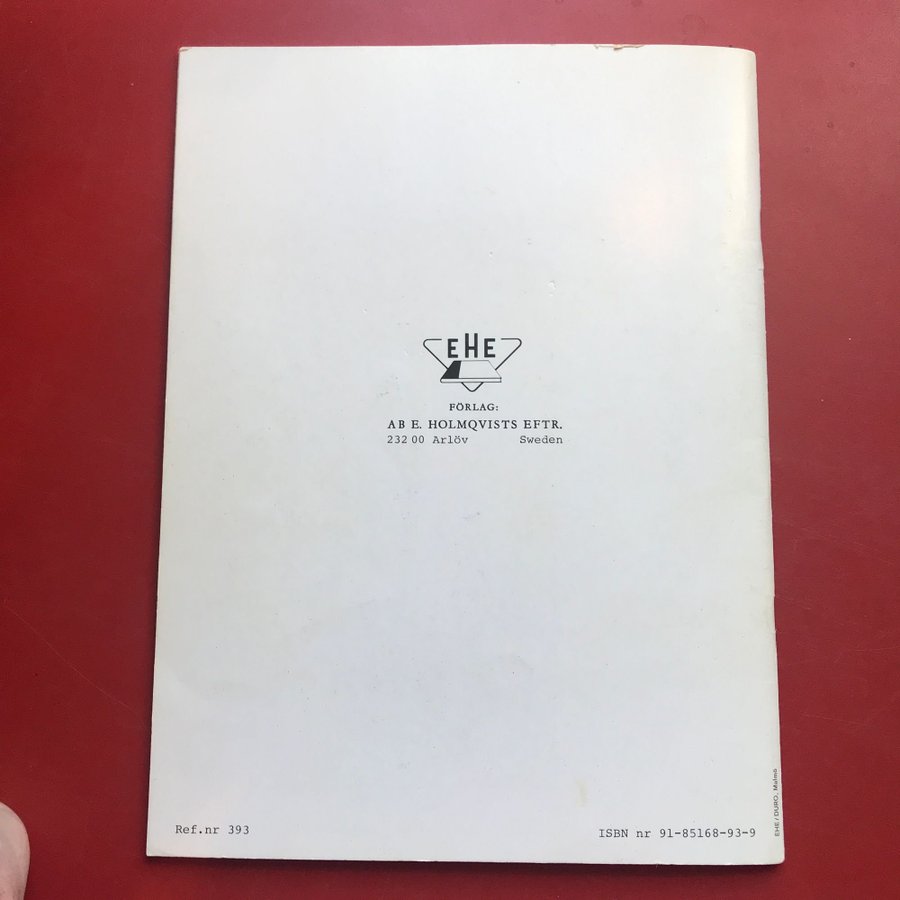 EHE
FÖRLAG:
AB E. HOLMQVISTS EFTR.
232 00 Arlöv Sweden
Ref.nr 393
ISBN nr 91-85168-93-9
EHE / DURO, Malmö